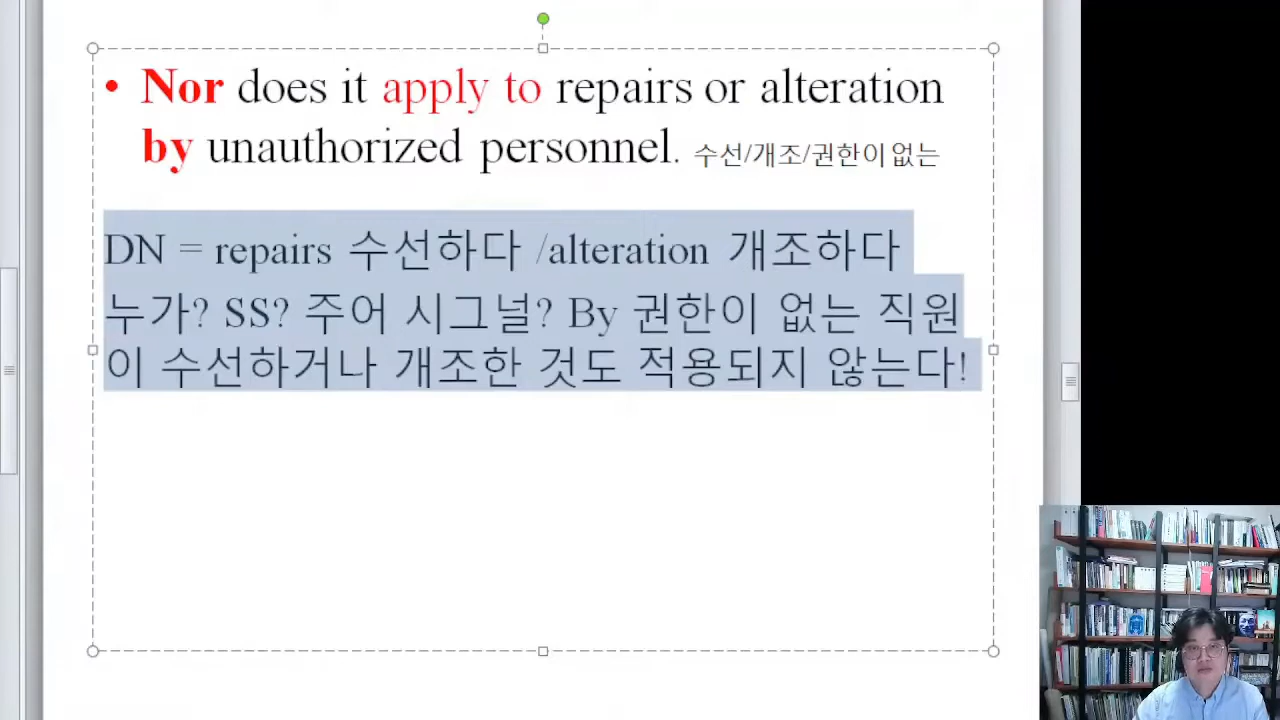 • Nor does it apply to repairs or alteration
by unauthorized personnel. 수선/개조/권한이 없는
DN = repairs 수선하다 /alteration 개조하다
누가? SS? 주어 시그널? By 권한이 없는 직원
이 수선하거나 개조한 것도 적용되지 않는다!